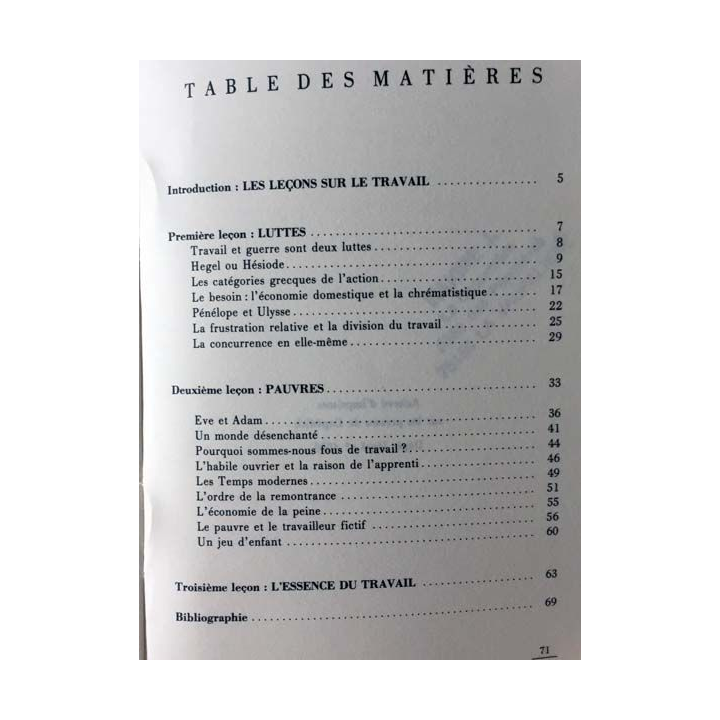 TABLE DES MATIÈRES
Introduction : LES LEÇONS SUR LE TRAVAIL ................ 5
Première leçon : LUTTES .................................... 7
Travail et guerre sont deux luttes .......................... 8
Hegel ou Hésiode ........................................ 9
Les catégories grecques de l'action ......................... 15
Le besoin : l'économie domestique et la chrématistique ........ 17
Pénélope et Ulysse ....................................... 22
La frustration relative et la division du travail .............. 25
La concurrence en elle-même .............................. 29
Deuxième leçon : PAUVRES ................................ 33
Eve et Adam ............................................ 36
Un monde désenchanté ................................... 41
Pourquoi sommes-nous fous de travail ? ..................... 44
L'habile ouvrier et la raison de l'apprenti ................... 46
Les Temps modernes ..................................... 49
L'ordre de la remontrance ................................ 51
L'économie de la peine ................................... 55
Le pauvre et le travailleur fictif ........................... 56
Un jeu d'enfant ......................................... 60
Troisième leçon : L'ESSENCE DU TRAVAIL .................. 63
Bibliographie ............................................. 69
71